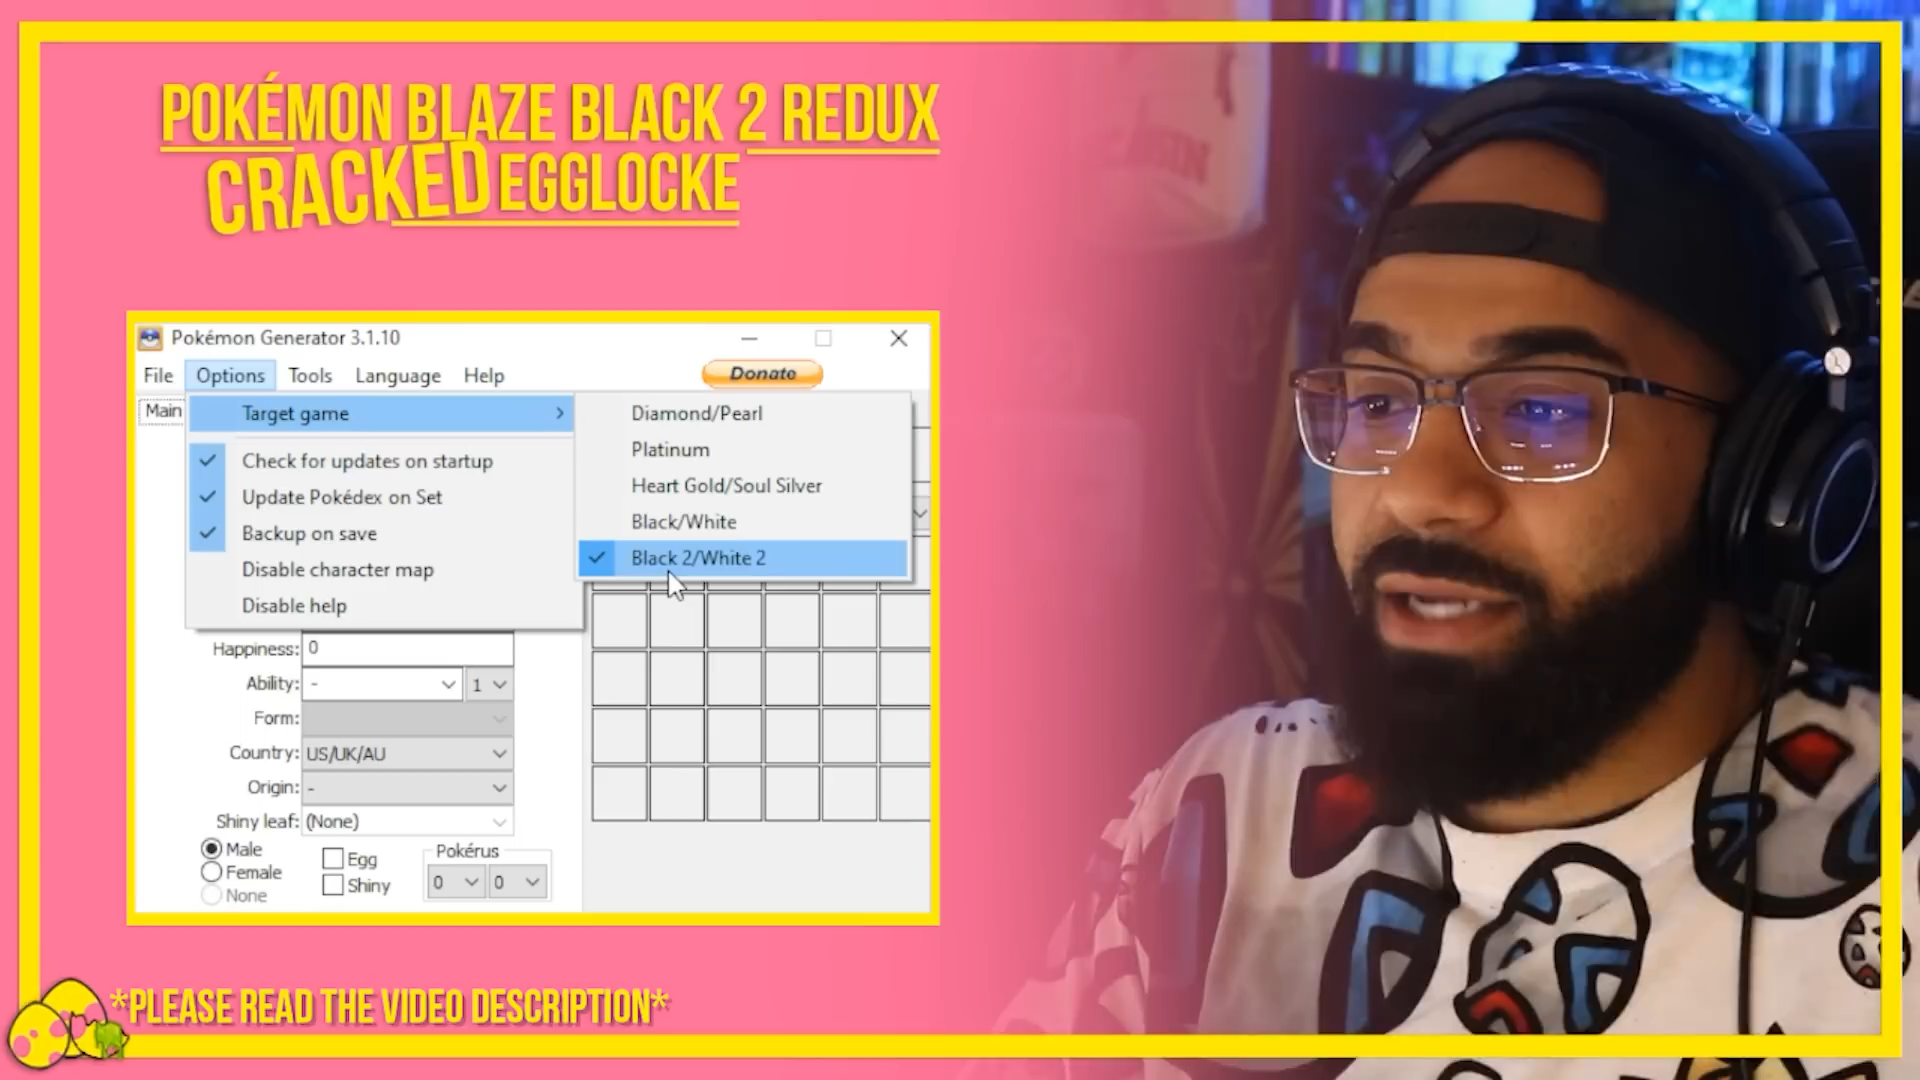 POKÉMON BLAZE BLACK 2 REDUX
CRACKED EGGLOCKE
Pokémon Generator 3.1.10
File Options Tools Language Help Donate
Main
Target game
Check for updates on startup
Update Pokédex on Set
Backup on save
Disable character map
Disable help
Diamond/Pearl
Platinum
Heart Gold/Soul Silver
Black/White
Black 2/White 2
Happiness: 0
Ability: - 1
Form:
Country: US/UK/AU
Origin: -
Shiny leaf: (None)
Male
Female
None
Egg
Shiny
Pokérus
0 0
*PLEASE READ THE VIDEO DESCRIPTION*